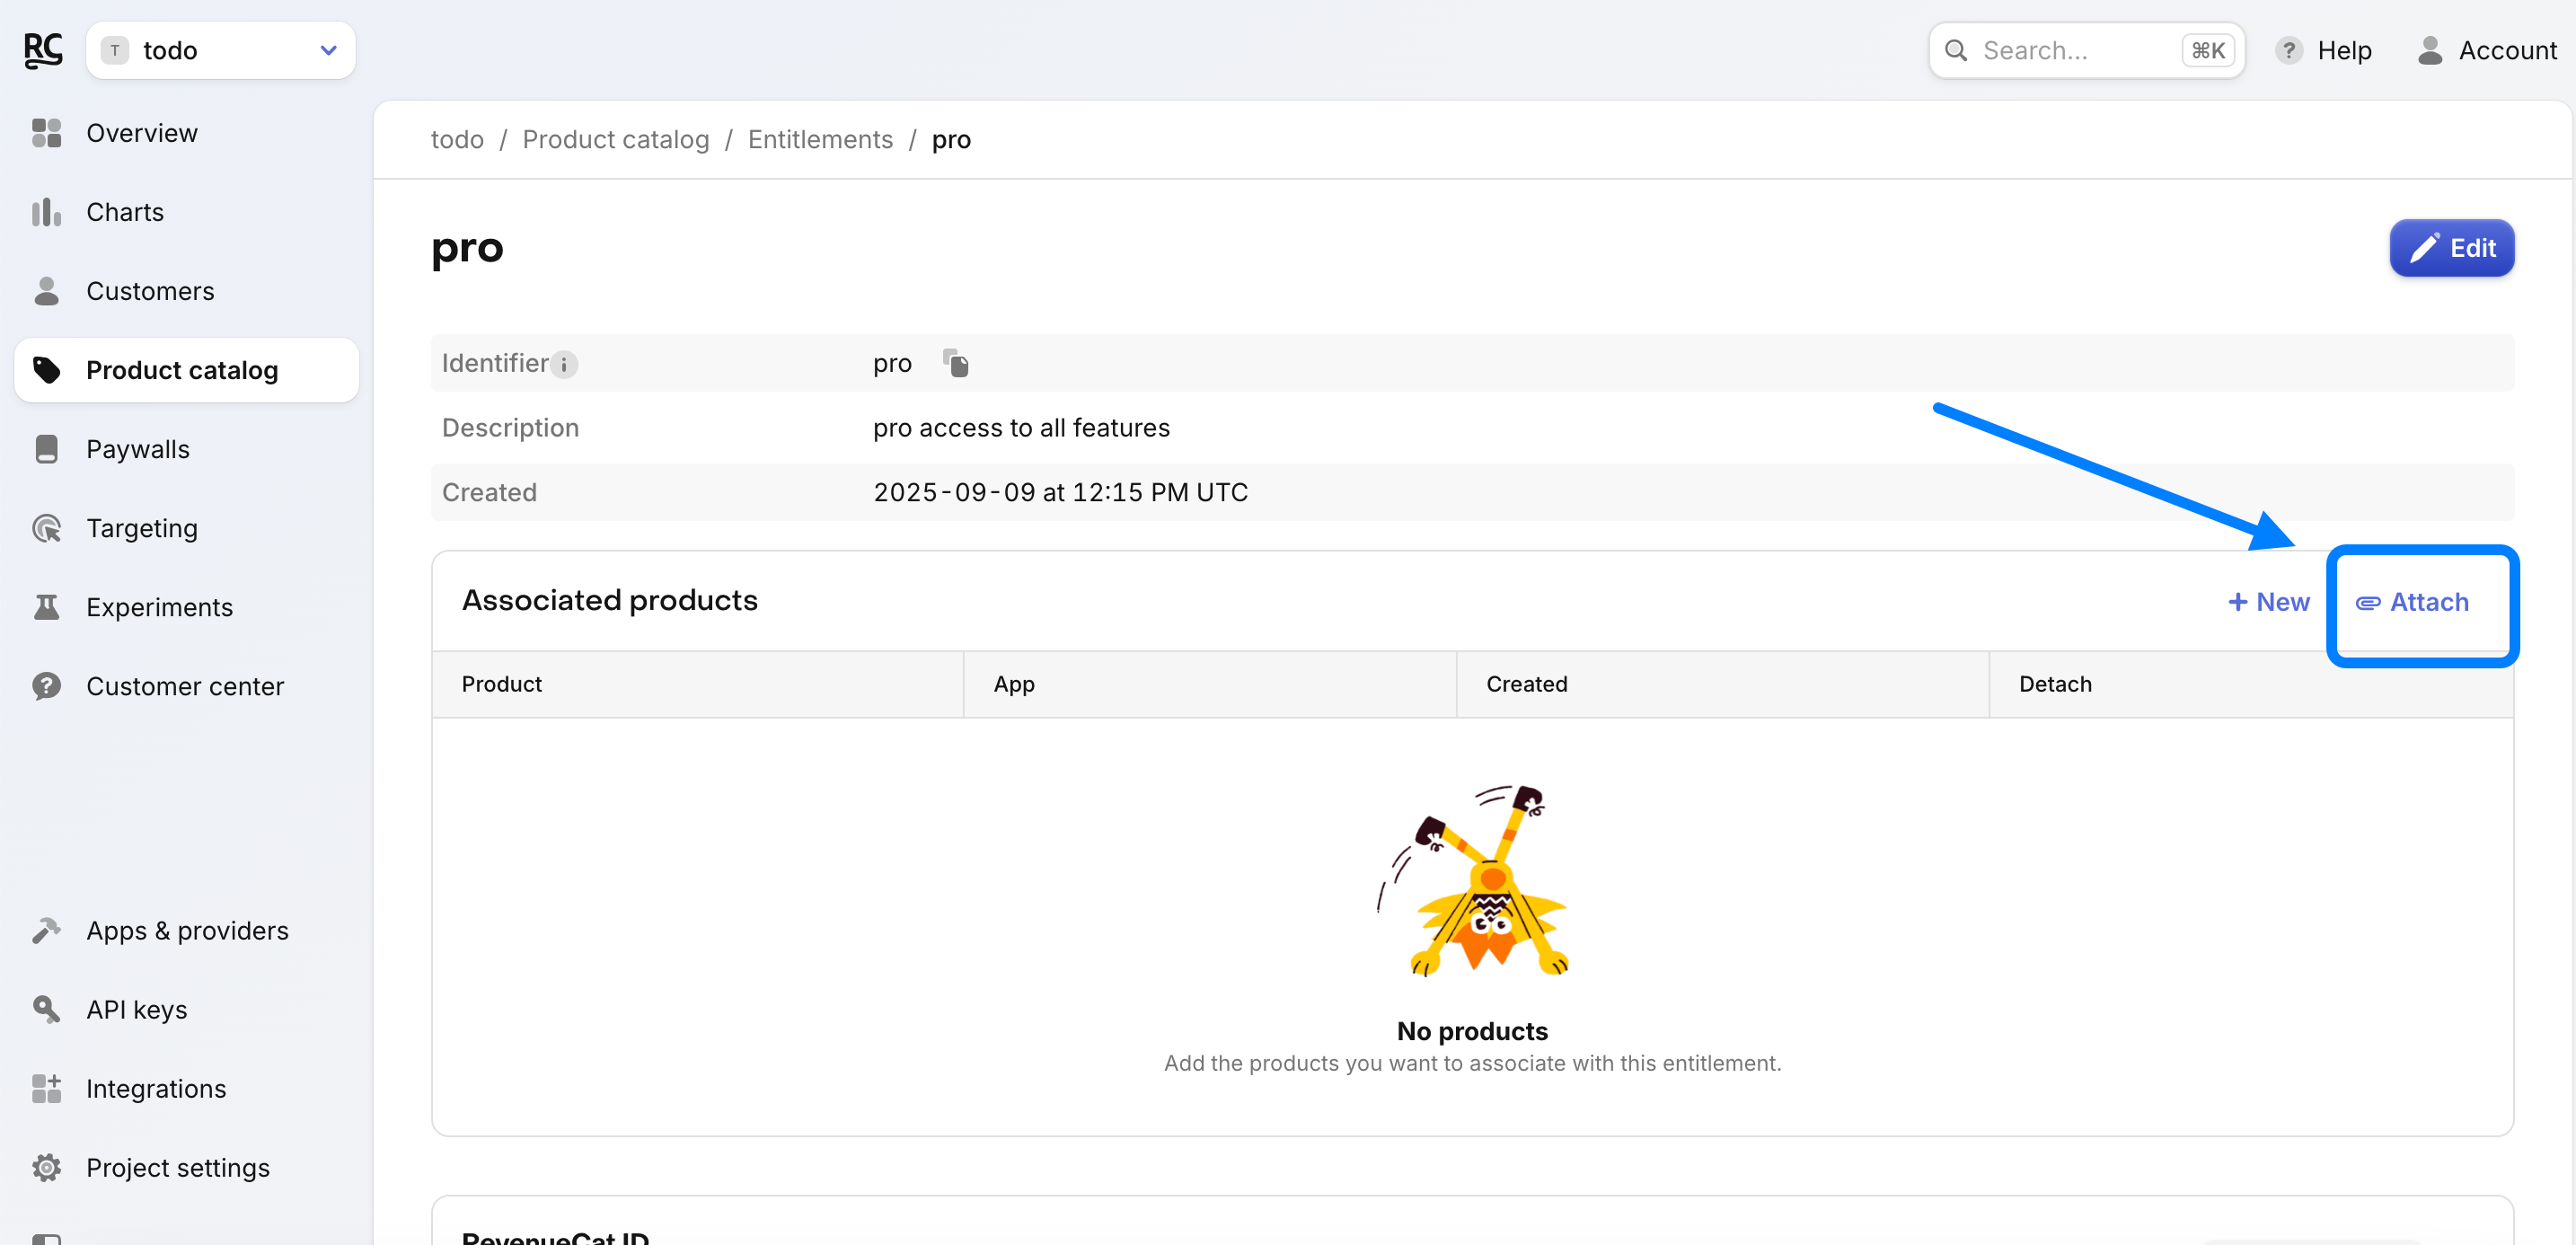 RC
T todo
Search... ⌘K
? Help
Account
Overview
Charts
Customers
Product catalog
Paywalls
Targeting
Experiments
Customer center
Apps & providers
API keys
Integrations
Project settings
todo / Product catalog / Entitlements / pro
pro
Edit
Identifier i pro
Description pro access to all features
Created 2025-09-09 at 12:15 PM UTC
Associated products
+ New
Attach
Product App Created Detach
No products
Add the products you want to associate with this entitlement.
RevenueCat ID